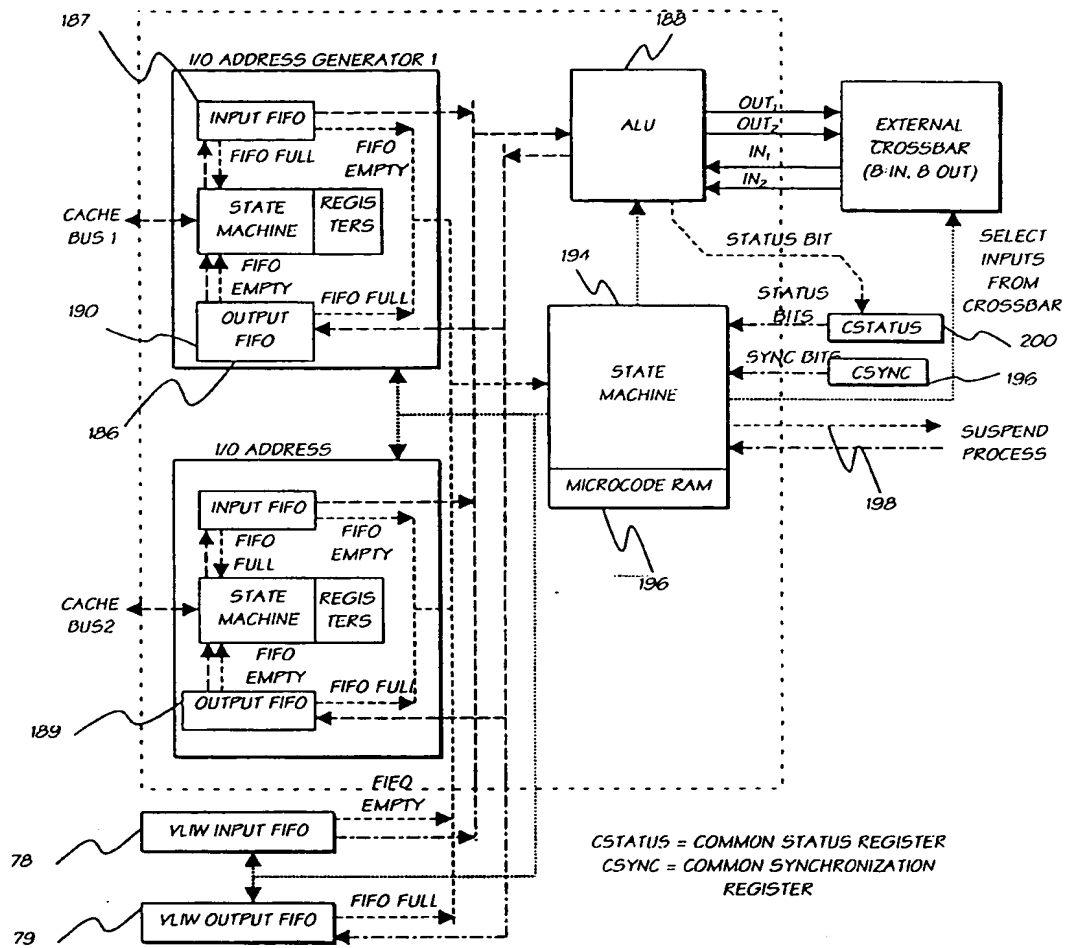 187
188
I/O ADDRESS GENERATOR 1
INPUT FIFO
FIFO FULL
FIFO EMPTY
CACHE BUS 1
STATE MACHINE
REGIS TERS
FIFO EMPTY
FIFO FULL
190
OUTPUT FIFO
186
ALU
OUT1
OUT2
IN1
IN2
EXTERNAL
CROSSBAR
(8 IN, 8 OUT)
STATUS BIT
SELECT
INPUTS
FROM
CROSSBAR
194
STATUS
BITS
CSTATUS
200
SYNC BITS
CSYNC
196
STATE
MACHINE
SUSPEND
PROCESS
198
MICROCODE RAM
196
I/O ADDRESS
INPUT FIFO
FIFO
FULL
FIFO
EMPTY
CACHE
BUS2
STATE
MACHINE
REGIS
TERS
FIFO
EMPTY
FIFO FULL
OUTPUT FIFO
189
FIFO
EMPTY
VLIW INPUT FIFO
78
VLIW OUTPUT FIFO
FIFO FULL
79
CSTATUS = COMMON STATUS REGISTER
CSYNC = COMMON SYNCHRONIZATION
REGISTER